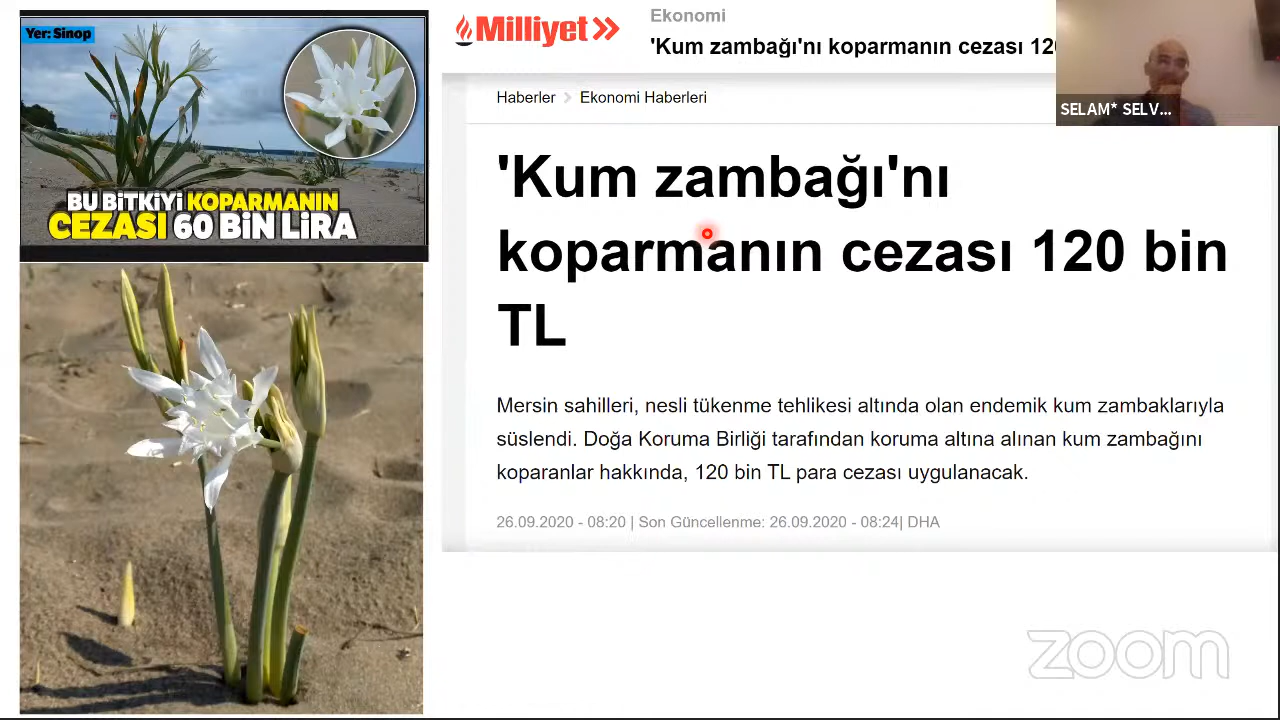 Yer: Sinop
BU BİTKİYİ KOPARMANIN
CEZASI 60 BİN LİRA
Milliyet
Ekonomi
'Kum zambağı'nı koparmanın cezası 120
SELAM* SELV...
Haberler
Ekonomi Haberleri
'Kum zambağı'nı
koparmanın cezası 120 bin
TL
Mersin sahilleri, nesli tükenme tehlikesi altında olan endemik kum zambaklarıyla
süslendi. Doğa Koruma Birliği tarafından koruma altına alınan kum zambağını
koparanlar hakkında, 120 bin TL para cezası uygulanacak.
26.09.2020 - 08:20 | Son Güncellenme: 26.09.2020 - 08:24| DHA
zoom